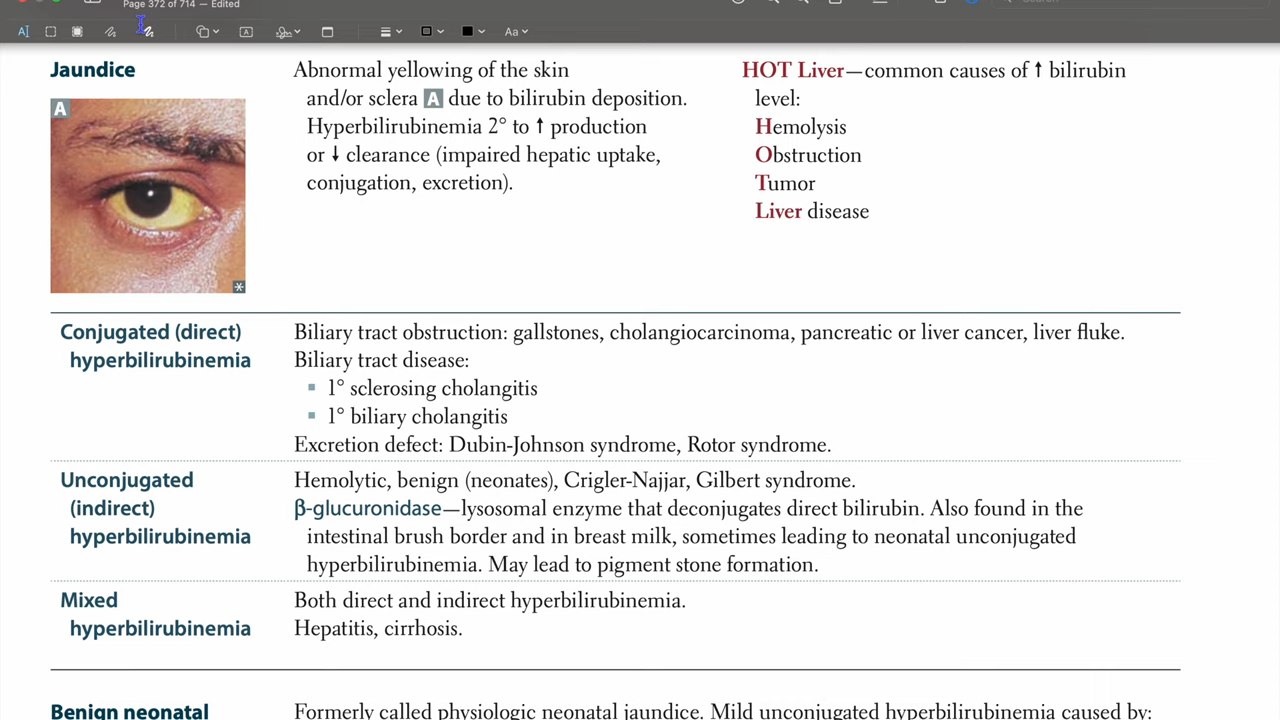 Page 372 of 714 — Edited
Aa
Jaundice
A
Abnormal yellowing of the skin
and/or sclera A due to bilirubin deposition.
Hyperbilirubinemia 2° to ↑ production
or ↓ clearance (impaired hepatic uptake,
conjugation, excretion).
HOT Liver—common causes of ↑ bilirubin
level:
Hemolysis
Obstruction
Tumor
Liver disease
Conjugated (direct)
hyperbilirubinemia
Biliary tract obstruction: gallstones, cholangiocarcinoma, pancreatic or liver cancer, liver fluke.
Biliary tract disease:
▪ 1° sclerosing cholangitis
▪ 1° biliary cholangitis
Excretion defect: Dubin-Johnson syndrome, Rotor syndrome.
Unconjugated
(indirect)
hyperbilirubinemia
Hemolytic, benign (neonates), Crigler-Najjar, Gilbert syndrome.
β-glucuronidase—lysosomal enzyme that deconjugates direct bilirubin. Also found in the
intestinal brush border and in breast milk, sometimes leading to neonatal unconjugated
hyperbilirubinemia. May lead to pigment stone formation.
Mixed
hyperbilirubinemia
Both direct and indirect hyperbilirubinemia.
Hepatitis, cirrhosis.
Benign neonatal
Formerly called physiologic neonatal jaundice. Mild unconjugated hyperbilirubinemia caused by: